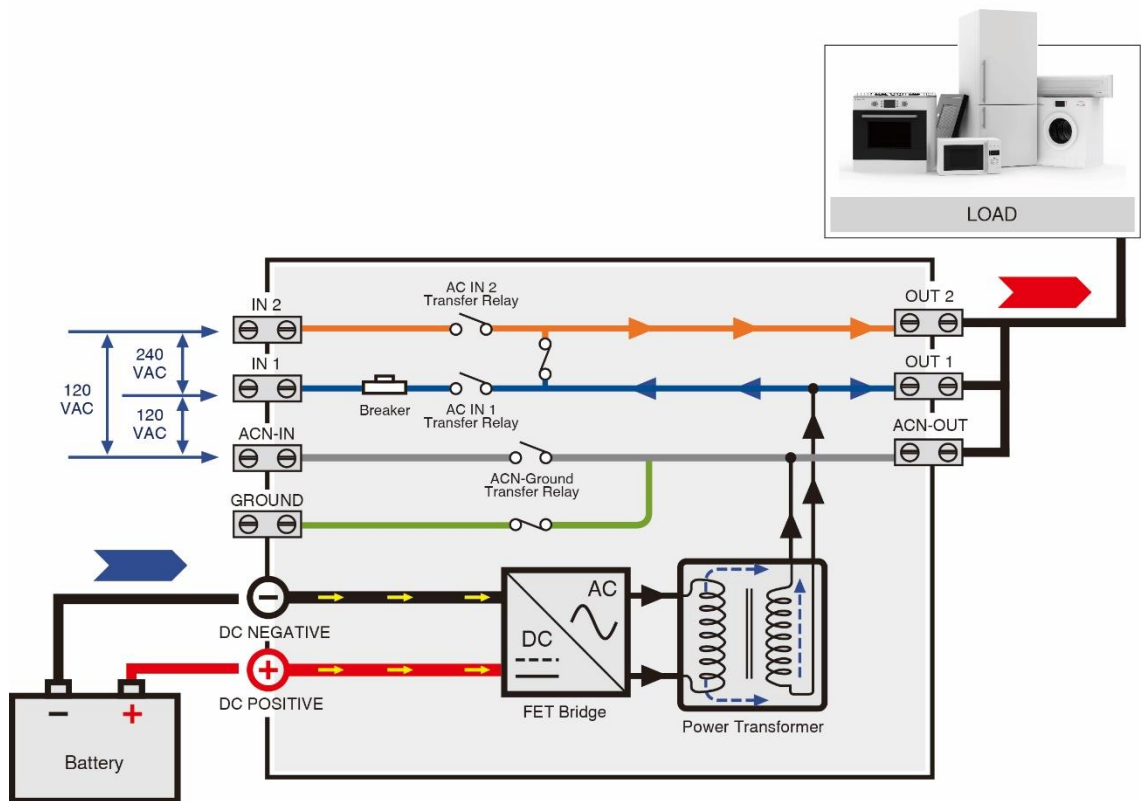 LOAD
IN 2
AC IN 2
Transfer Relay
OUT 2
240
VAC
120
VAC
IN 1
OUT 1
120
VAC
Breaker
AC IN 1
Transfer Relay
ACN-IN
ACN-OUT
ACN-Ground
Transfer Relay
GROUND
AC
DC
−
DC NEGATIVE
+
DC POSITIVE
FET Bridge
Power Transformer
− +
Battery